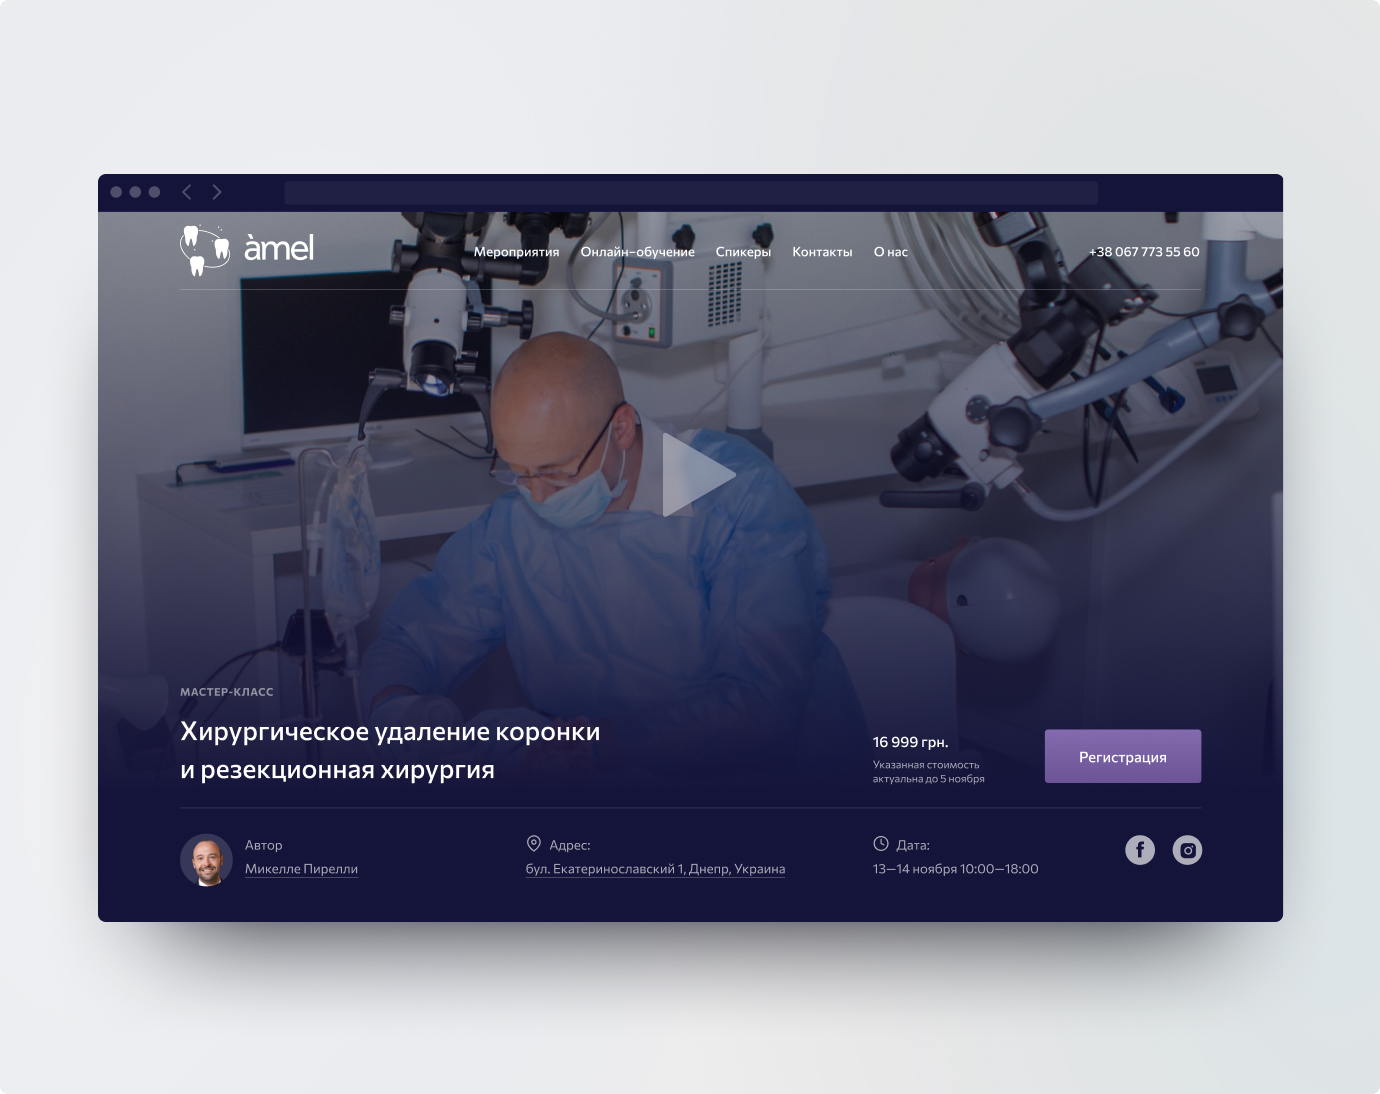 àmel
Мероприятия
Онлайн–обучение
Спикеры
Контакты
О нас
+38 067 773 55 60
МАСТЕР-КЛАСС
Хирургическое удаление коронки
и резекционная хирургия
16 999 грн.
Указанная стоимость
актуальна до 5 ноября
Регистрация
Автор
Микелле Пирелли
Адрес:
бул. Екатеринославский 1, Днепр, Украина
Дата:
13—14 ноября 10:00—18:00